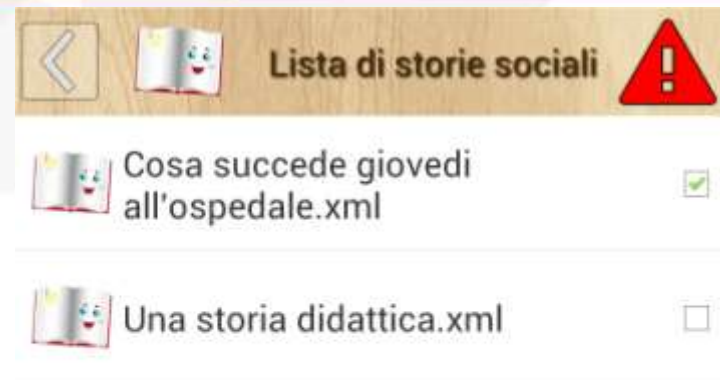 Lista di storie sociali
Cosa succede giovedi
all'ospedale.xml
Una storia didattica.xml